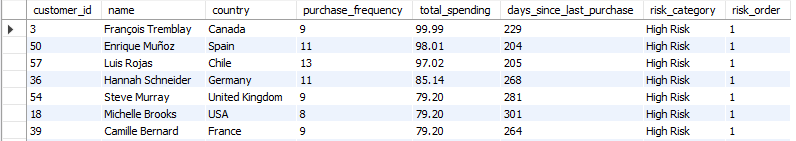 customer_id name country purchase_frequency total_spending days_since_last_purchase risk_category risk_order
3 François Tremblay Canada 9 99.99 229 High Risk 1
50 Enrique Muñoz Spain 11 98.01 204 High Risk 1
57 Luis Rojas Chile 13 97.02 205 High Risk 1
36 Hannah Schneider Germany 11 85.14 268 High Risk 1
54 Steve Murray United Kingdom 9 79.20 281 High Risk 1
18 Michelle Brooks USA 8 79.20 301 High Risk 1
39 Camille Bernard France 9 79.20 264 High Risk 1